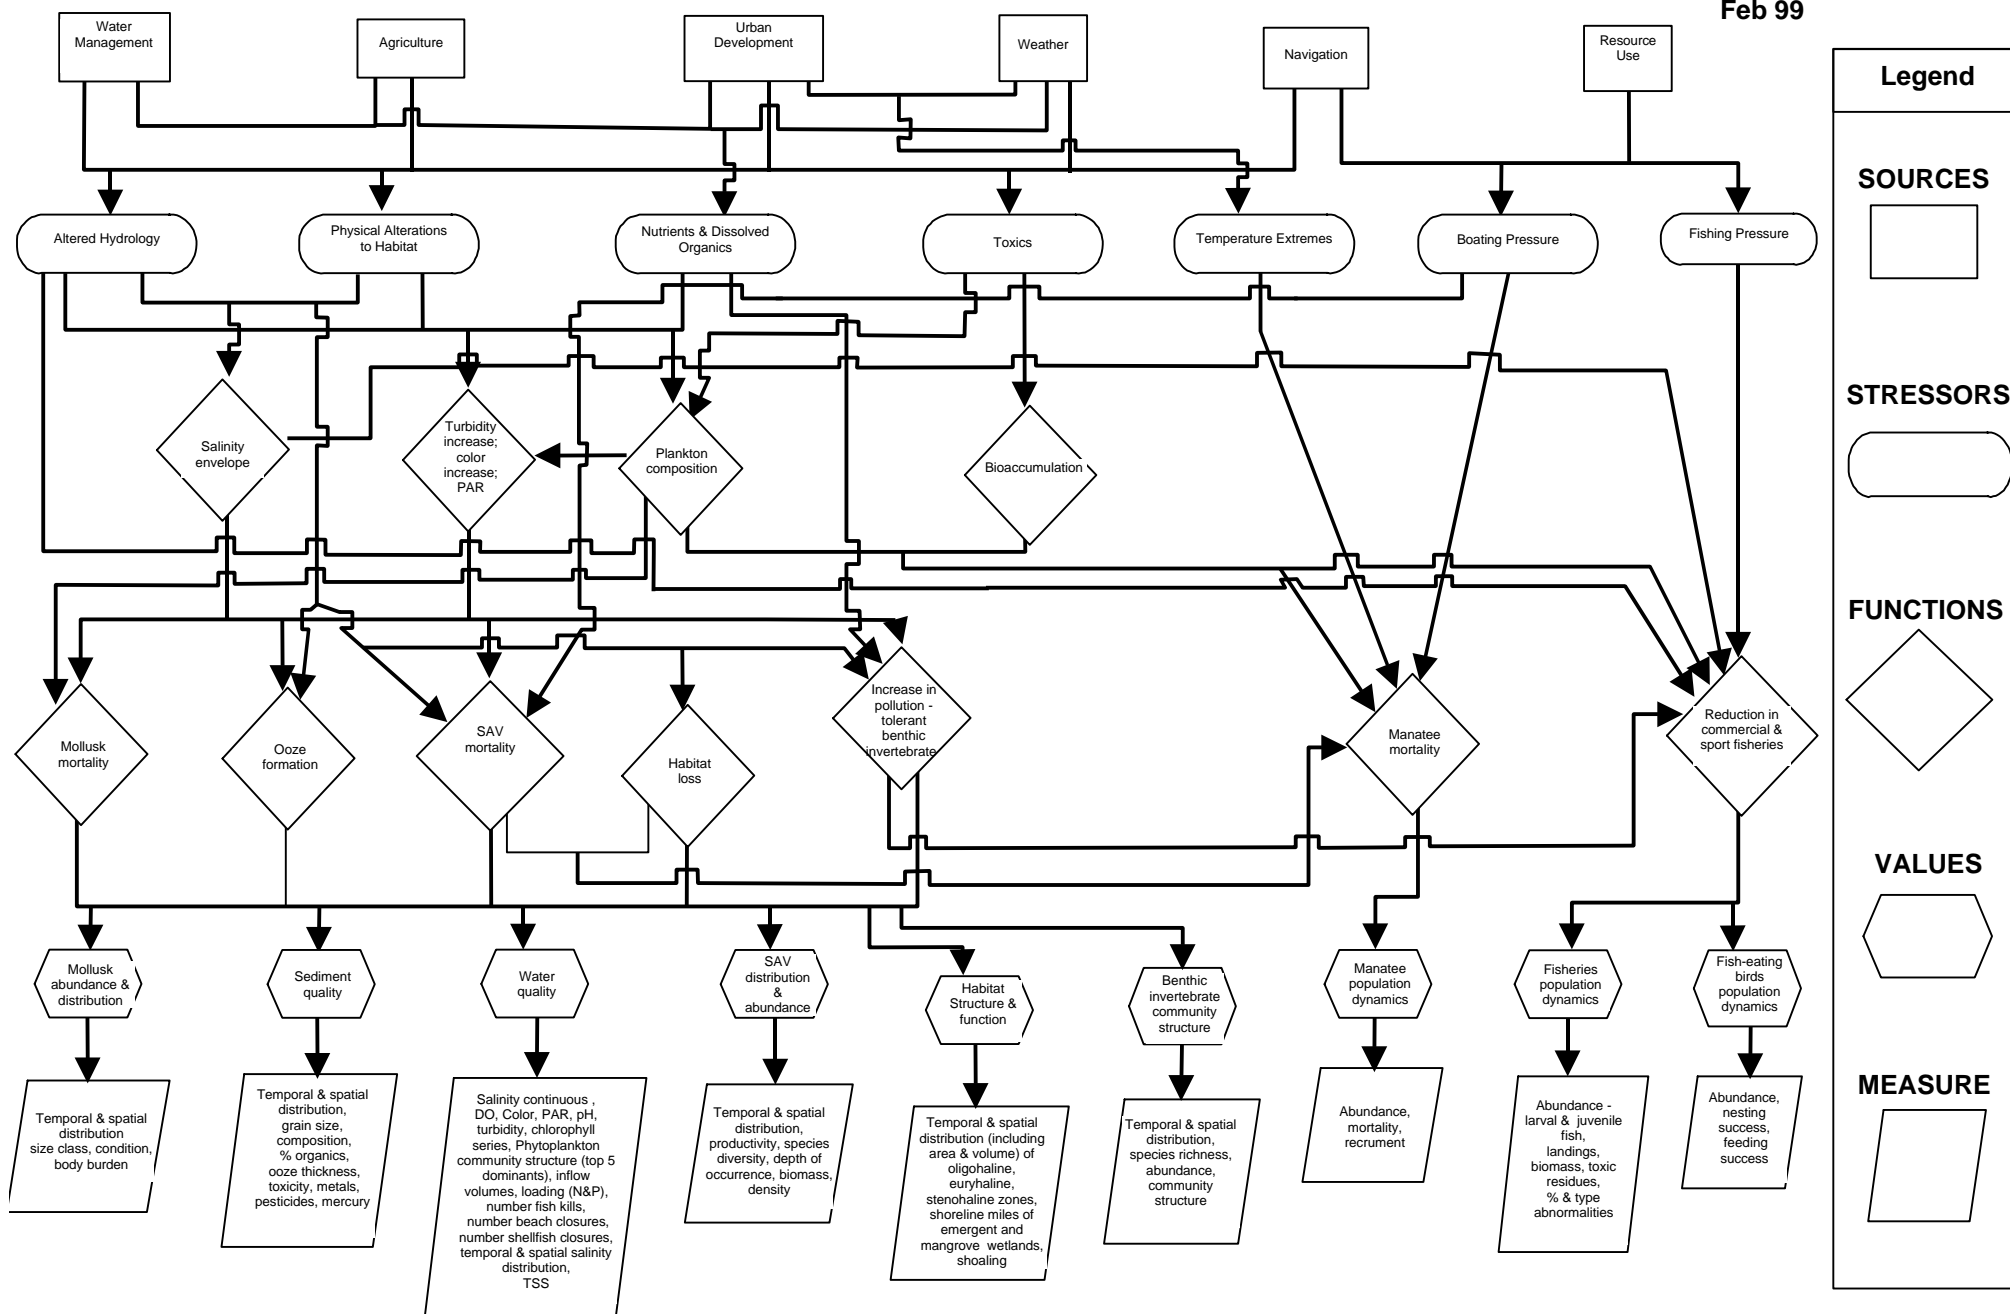 Feb 99
Water
Management
Agriculture
Urban
Development
Weather
Navigation
Resource
Use
Legend
SOURCES
STRESSORS
FUNCTIONS
VALUES
MEASURE
Altered Hydrology
Physical Alterations
to Habitat
Nutrients & Dissolved
Organics
Toxics
Temperature Extremes
Boating Pressure
Fishing Pressure
Salinity
envelope
Turbidity
increase;
color
increase;
PAR
Plankton
composition
Bioaccumulation
Mollusk
mortality
Ooze
formation
SAV
mortality
Habitat
loss
Increase in
pollution -
tolerant
benthic
invertebrate
Manatee
mortality
Reduction in
commercial &
sport fisheries
Mollusk
abundance &
distribution
Sediment
quality
Water
quality
SAV
distribution
&
abundance
Habitat
Structure &
function
Benthic
invertebrate
community
structure
Manatee
population
dynamics
Fisheries
population
dynamics
Fish-eating
birds
population
dynamics
Temporal & spatial
distribution
size class, condition,
body burden
Temporal & spatial
distribution,
grain size,
composition,
% organics,
ooze thickness,
toxicity, metals,
pesticides, mercury
Salinity continuous ,
DO, Color, PAR, pH,
turbidity, chlorophyll
series, Phytoplankton
community structure (top 5
dominants), inflow
volumes, loading (N&P),
number fish kills,
number beach closures,
number shellfish closures,
temporal & spatial salinity
distribution,
TSS
Temporal & spatial
distribution,
productivity, species
diversity, depth of
occurrence, biomass,
density
Temporal & spatial
distribution (including
area & volume) of
oligohaline,
euryhaline,
stenohaline zones,
shoreline miles of
emergent and
mangrove wetlands,
shoaling
Temporal & spatial
distribution,
species richness,
abundance,
community
structure
Abundance,
mortality,
recrument
Abundance -
larval & juvenile
fish,
landings,
biomass, toxic
residues,
% & type
abnormalities
Abundance,
nesting
success,
feeding
success